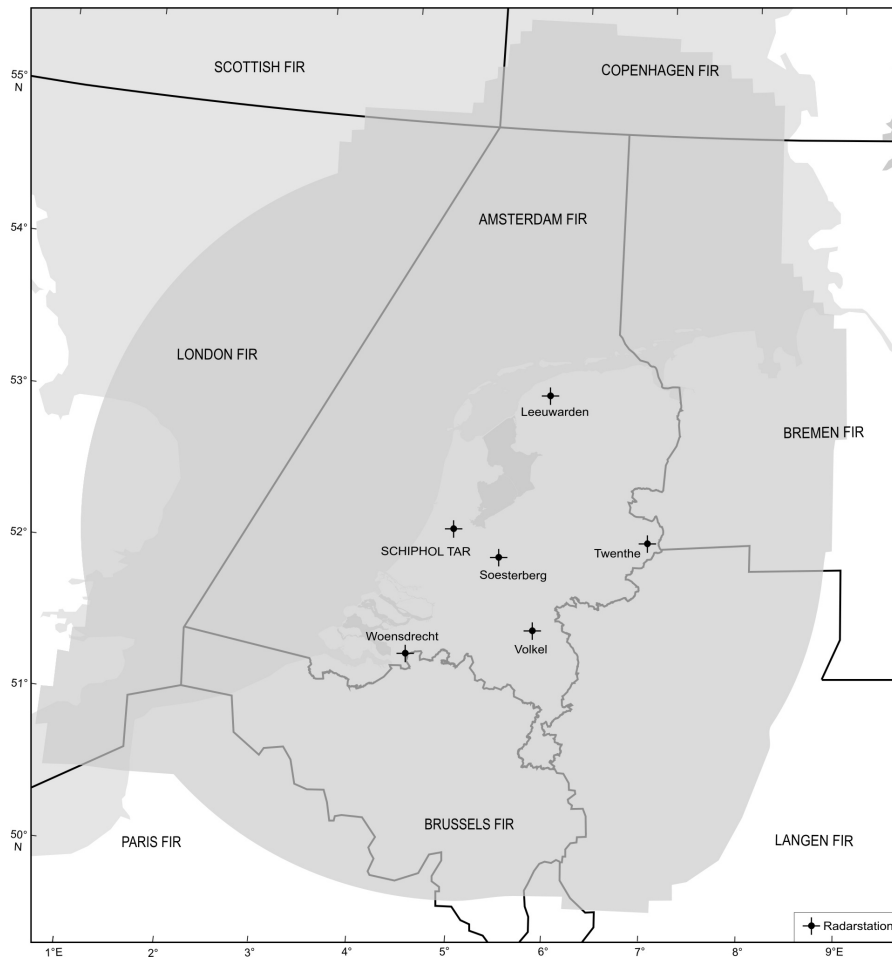 SCOTTISH FIR
COPENHAGEN FIR
55°
N
54°
AMSTERDAM FIR
LONDON FIR
53°
Leeuwarden
BREMEN FIR
52°
SCHIPHOL TAR
Twenthe
Soesterberg
Woensdrecht
Volkel
51°
BRUSSELS FIR
50°
N
PARIS FIR
LANGEN FIR
Radarstation
1°E 2° 3° 4° 5° 6° 7° 8° 9°E